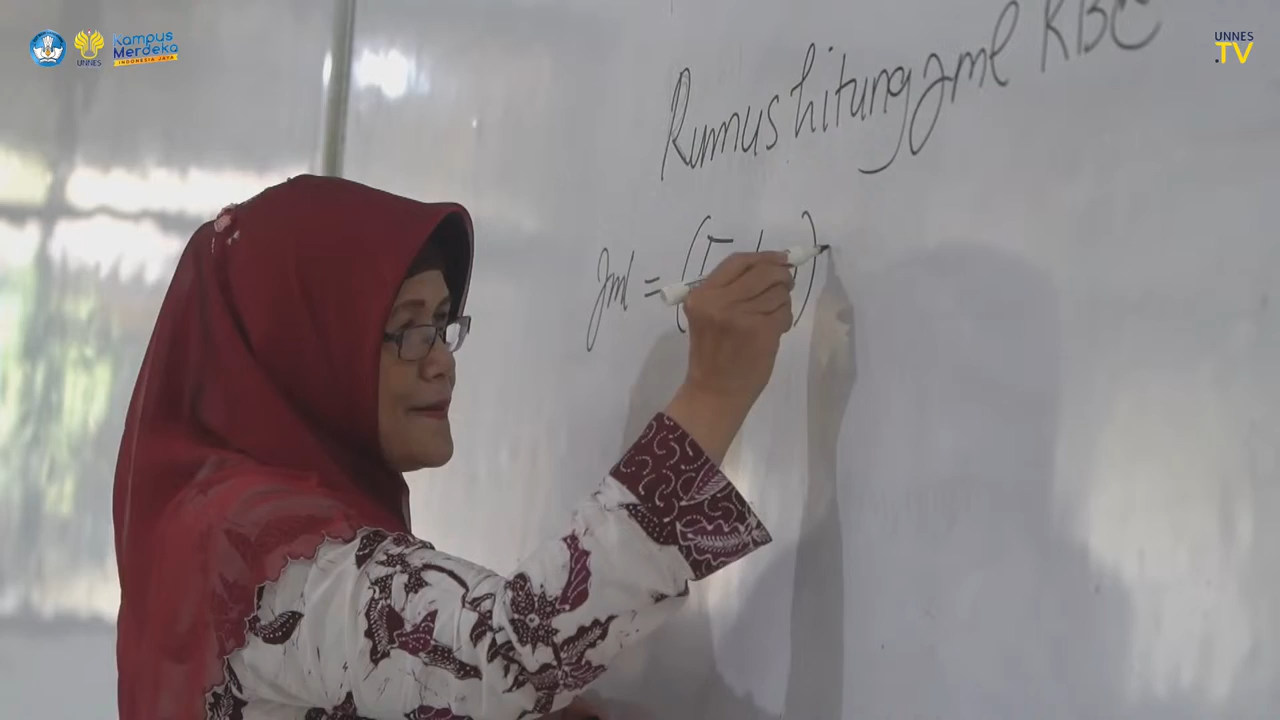 UNNES
Kampus
Merdeka
INDONESIA JAYA
UNNES
TV
Rumus hitung Jml KBC
Jml = (